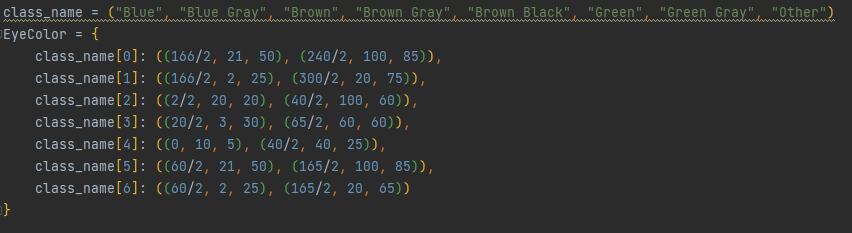 class_name = ("Blue", "Blue Gray", "Brown", "Brown Gray", "Brown Black", "Green", "Green Gray", "Other")
EyeColor = {
    class_name[0]: ((166/2, 21, 50), (240/2, 100, 85)),
    class_name[1]: ((166/2, 2, 25), (300/2, 20, 75)),
    class_name[2]: ((2/2, 20, 20), (40/2, 100, 60)),
    class_name[3]: ((20/2, 3, 30), (65/2, 60, 60)),
    class_name[4]: ((0, 10, 5), (40/2, 40, 25)),
    class_name[5]: ((60/2, 21, 50), (165/2, 100, 85)),
    class_name[6]: ((60/2, 2, 25), (165/2, 20, 65))
}